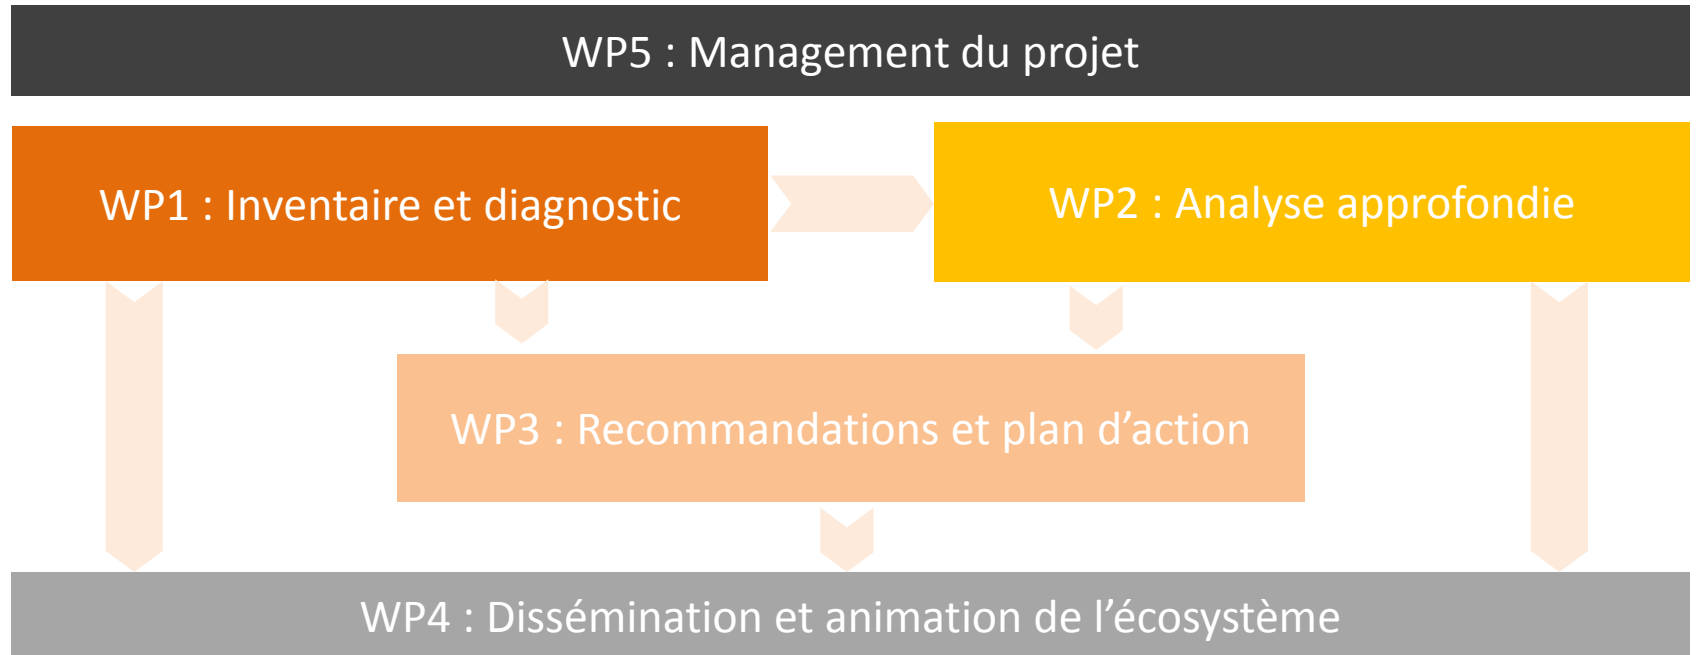 WP5 : Management du projet
WP1 : Inventaire et diagnostic
WP2 : Analyse approfondie
WP3 : Recommandations et plan d’action
WP4 : Dissémination et animation de l’écosystème